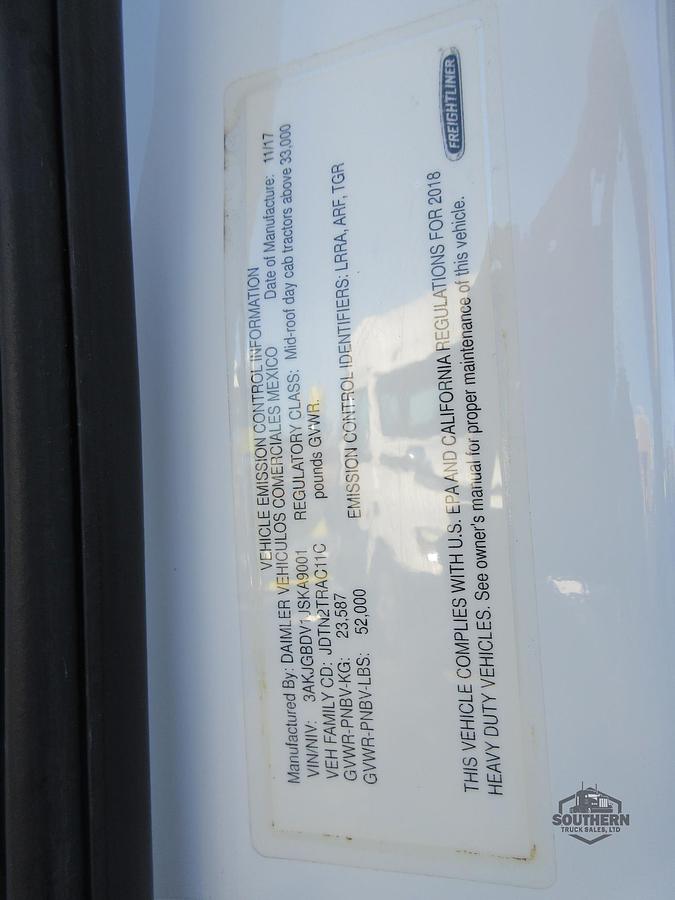 VEHICLE EMISSION CONTROL INFORMATION
Manufactured By: DAIMLER VEHICULOS COMERCIALES MEXICO Date of Manufacture: 11/17
VIN/NIV: 3AKJGBDV1JSKA9001 REGULATORY CLASS: Mid-roof day cab tractors above 33,000
VEH FAMILY CD: JDTN2TRAC11C pounds GVWR.
GVWR-PNBV-KG: 23,587
GVWR-PNBV-LBS: 52,000 EMISSION CONTROL IDENTIFIERS: LRRA, ARF, TGR
THIS VEHICLE COMPLIES WITH U.S. EPA AND CALIFORNIA REGULATIONS FOR 2018
HEAVY DUTY VEHICLES. See owner's manual for proper maintenance of this vehicle.
FREIGHTLINER
SOUTHERN
TRUCK SALES, LTD